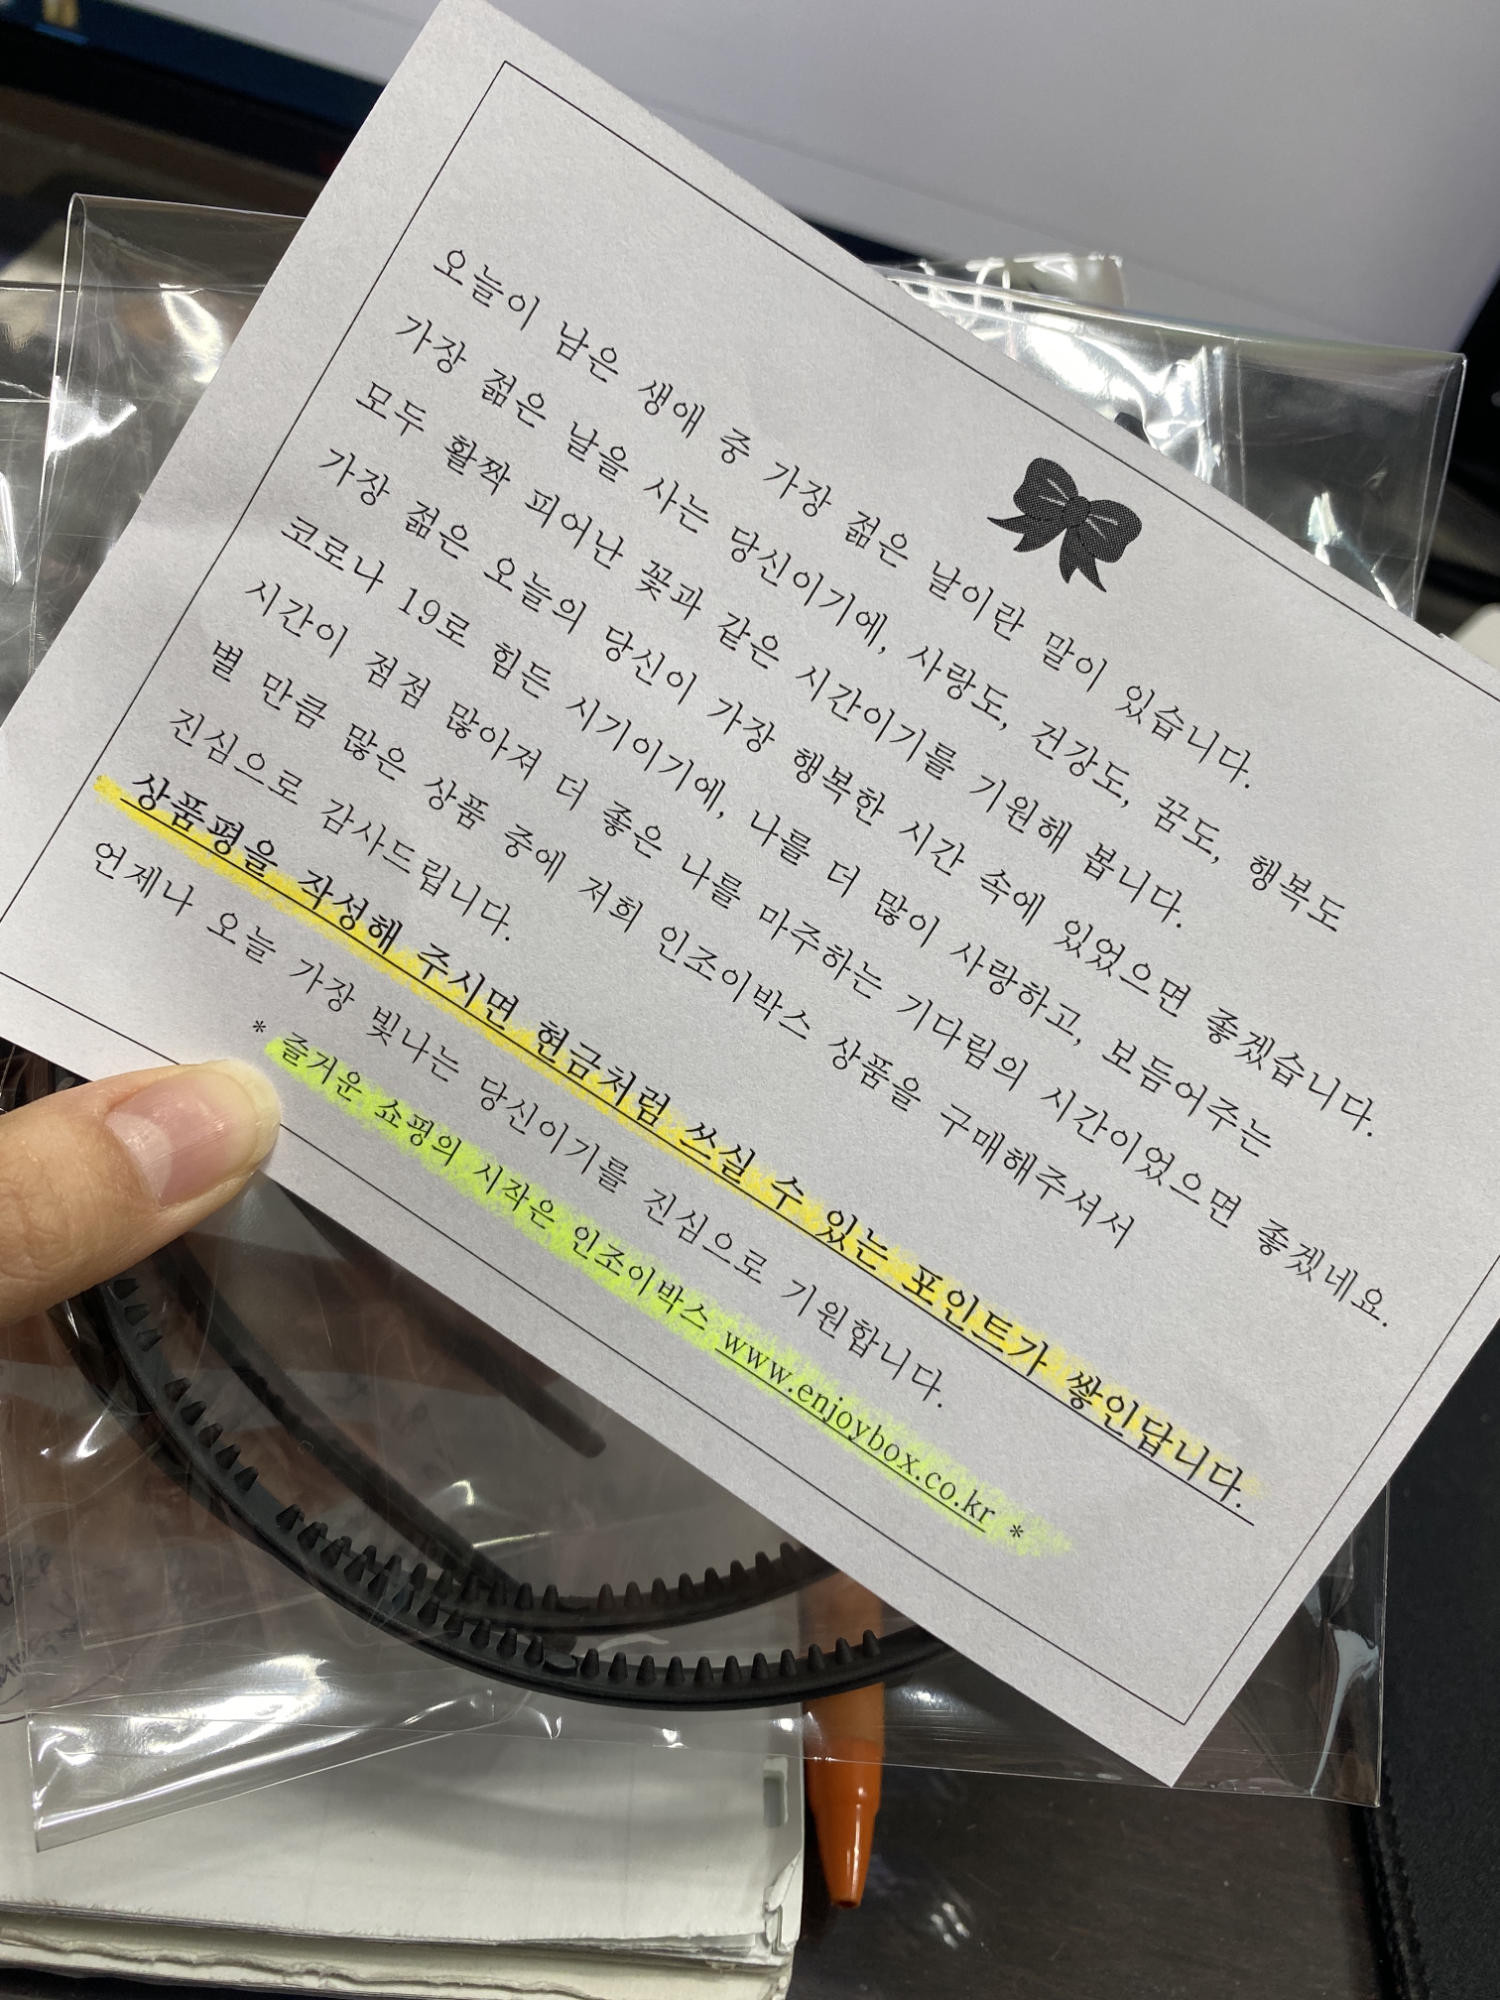 오늘이 남은 생애 중 가장 젊은 날이란 말이 있습니다.
가장 젊은 날을 사는 당신이기에, 사랑도, 건강도, 꿈도, 행복도
모두 활짝 피어난 꽃과 같은 시간이기를 기원해 봅니다.
가장 젊은 오늘의 당신이 가장 행복한 시간 속에 있었으면 좋겠습니다.
코로나 19로 힘든 시기이기에, 나를 더 많이 사랑하고, 보듬어주는
시간이 점점 많아져 더 좋은 나를 마주하는 기다림의 시간이었으면 좋겠네요.
별 만큼 많은 상품 중에 저희 인조이박스 상품을 구매해주셔서
진심으로 감사드립니다.
상품평을 작성해 주시면 현금처럼 쓰실 수 있는 포인트가 쌓인답니다.
언제나 오늘 가장 빛나는 당신이기를 진심으로 기원합니다.
* 즐거운 쇼핑의 시작은 인조이박스 www.enjoybox.co.kr *